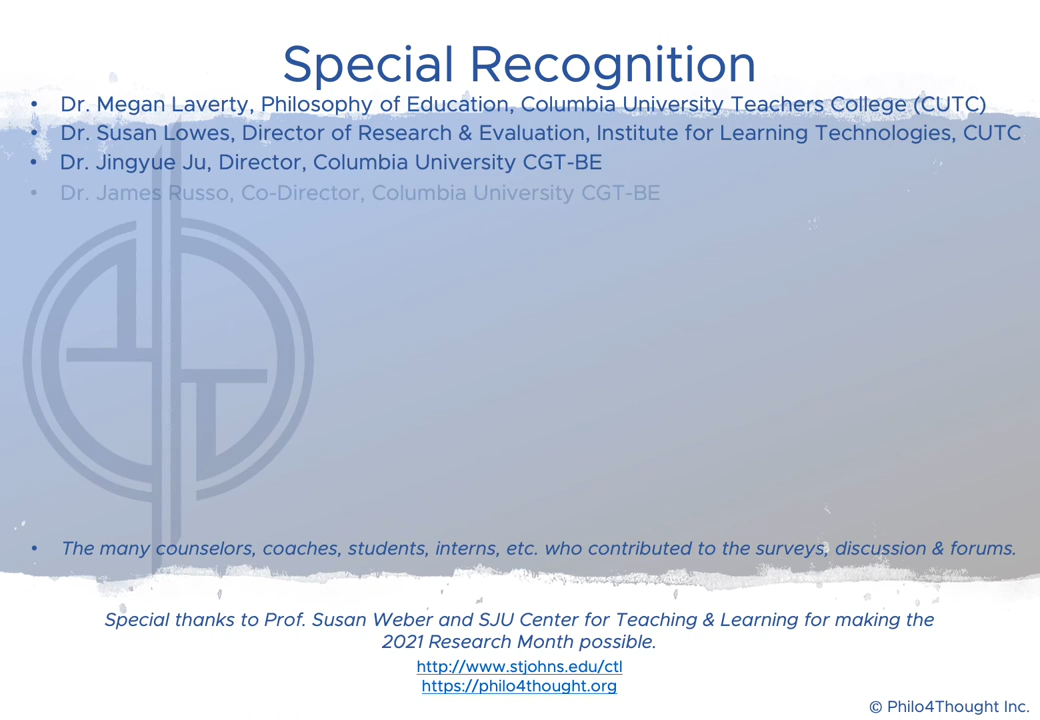 Special Recognition
• Dr. Megan Laverty, Philosophy of Education, Columbia University Teachers College (CUTC)
• Dr. Susan Lowes, Director of Research & Evaluation, Institute for Learning Technologies, CUTC
• Dr. Jingyue Ju, Director, Columbia University CGT-BE
• Dr. James Russo, Co-Director, Columbia University CGT-BE
• The many counselors, coaches, students, interns, etc. who contributed to the surveys, discussion & forums.
Special thanks to Prof. Susan Weber and SJU Center for Teaching & Learning for making the
2021 Research Month possible.
http://www.stjohns.edu/ctl
https://philo4thought.org
© Philo4Thought Inc.